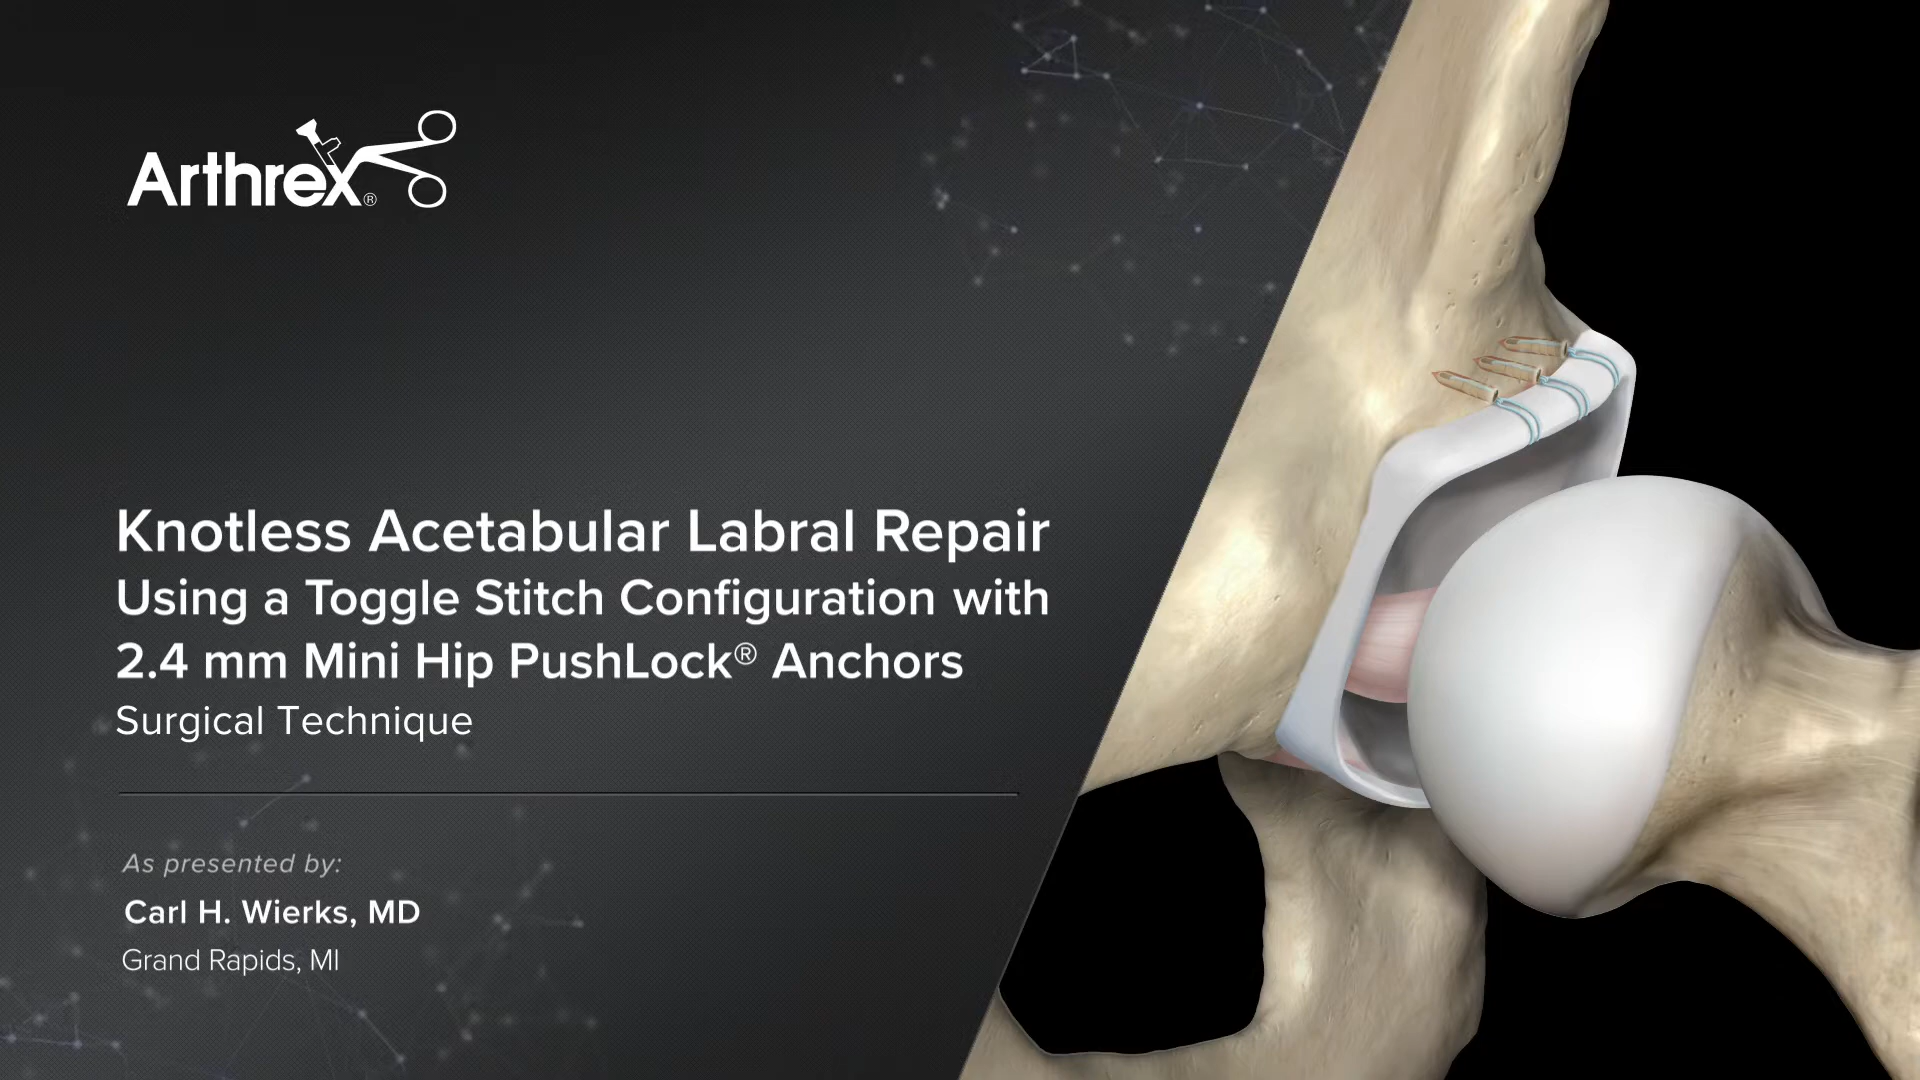 Arthrex®
Knotless Acetabular Labral Repair
Using a Toggle Stitch Configuration with
2.4 mm Mini Hip PushLock® Anchors
Surgical Technique
As presented by:
Carl H. Wierks, MD
Grand Rapids, MI